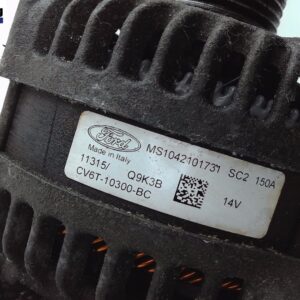 Ford
MS1042101731 SC2 150A
Made in Italy
11315/ Q9K3B
CV6T-10300-BC 14V